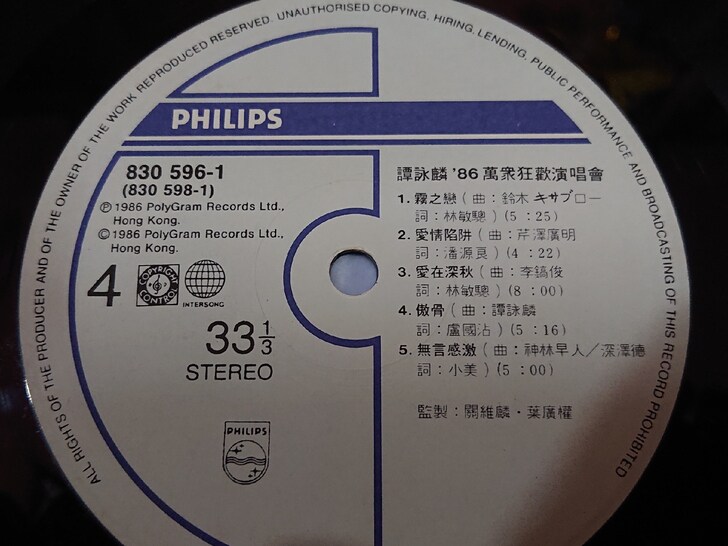 ALL RIGHTS OF THE PRODUCER AND OF THE OWNER OF THE WORK REPRODUCED RESERVED. UNAUTHORISED COPYING, HIRING, LENDING, PUBLIC PERFORMANCE AND BROADCASTING OF THIS RECORD PROHIBITED
PHILIPS
830 596-1
(830 598-1)
Ⓟ 1986 PolyGram Records Ltd.,
Hong Kong.
© 1986 PolyGram Records Ltd.,
Hong Kong.
4
COPYRIGHT CONTROL
INTERSONG
33 1/3
STEREO
PHILIPS
譚詠麟 '86 萬衆狂歡演唱會
1. 霧之戀 ( 曲 : 鈴木 キサブロー
詞 : 林敏驄 ) (5 : 25)
2. 愛情陷阱 ( 曲 : 芹澤廣明
詞 : 潘源良 ) (4 : 22)
3. 愛在深秋 ( 曲 : 李鎬俊
詞 : 林敏驄 ) (8 : 00)
4. 傲骨 ( 曲 : 譚詠麟
詞 : 盧國沾 ) (5 : 16)
5. 無言感激 ( 曲 : 神林早人／深澤德
詞 : 小美 ) (5 : 00)
監製 : 關維麟・葉廣權